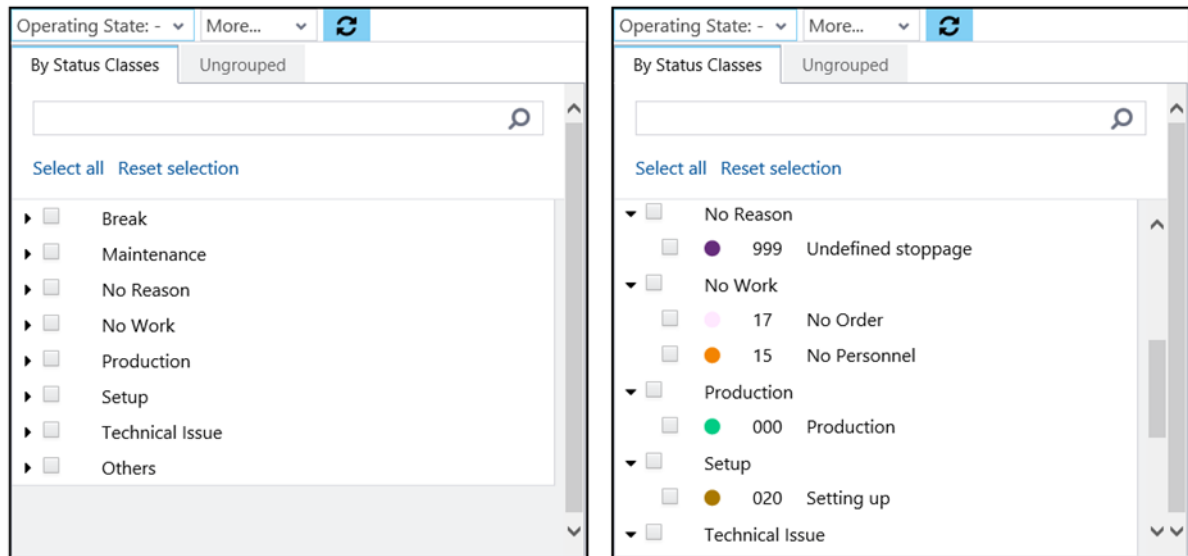 Operating State: - More...
By Status Classes Ungrouped
Select all Reset selection
Break
Maintenance
No Reason
No Work
Production
Setup
Technical Issue
Others
Operating State: - More...
By Status Classes Ungrouped
Select all Reset selection
No Reason
999 Undefined stoppage
No Work
17 No Order
15 No Personnel
Production
000 Production
Setup
020 Setting up
Technical Issue